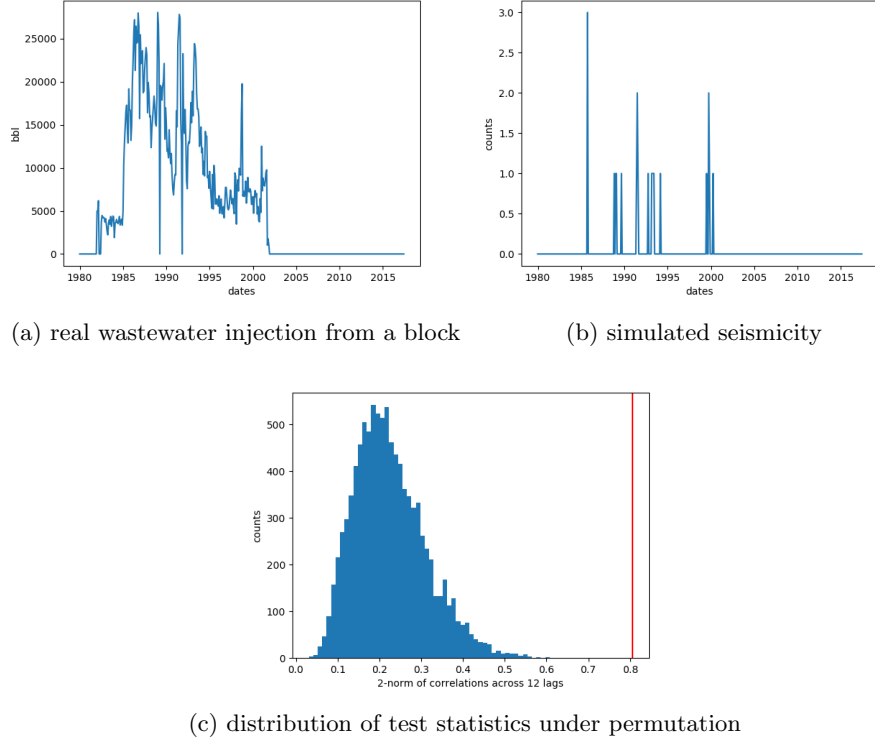 25000
20000
15000
10000
5000
0
bbl
1980 1985 1990 1995 2000 2005 2010 2015
dates
3.0
2.5
2.0
1.5
1.0
0.5
0.0
counts
1980 1985 1990 1995 2000 2005 2010 2015
dates
(a) real wastewater injection from a block
(b) simulated seismicity
500
400
300
200
100
0
counts
0.0 0.1 0.2 0.3 0.4 0.5 0.6 0.7 0.8
2-norm of correlations across 12 lags
(c) distribution of test statistics under permutation